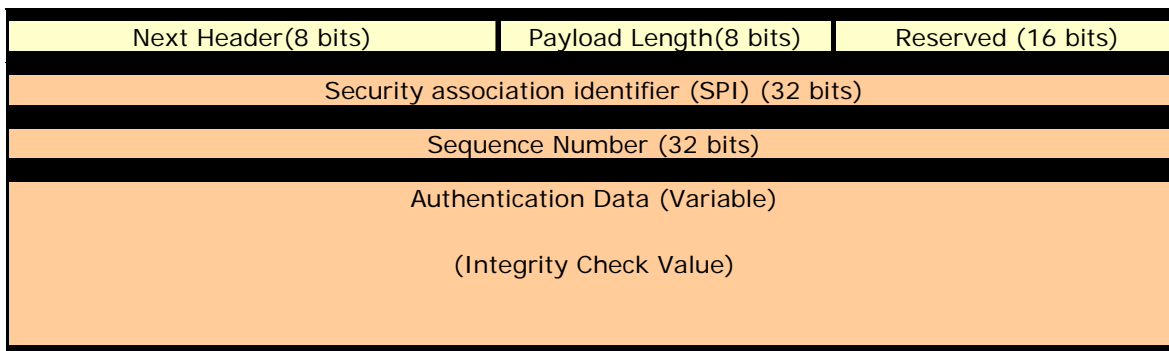 Next Header(8 bits) Payload Length(8 bits) Reserved (16 bits)
Security association identifier (SPI) (32 bits)
Sequence Number (32 bits)
Authentication Data (Variable)
(Integrity Check Value)